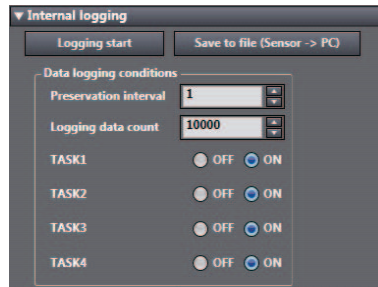 Internal logging
Logging start Save to file (Sensor -> PC)
Data logging conditions
Preservation interval 1
Logging data count 10000
TASK1 OFF ON
TASK2 OFF ON
TASK3 OFF ON
TASK4 OFF ON